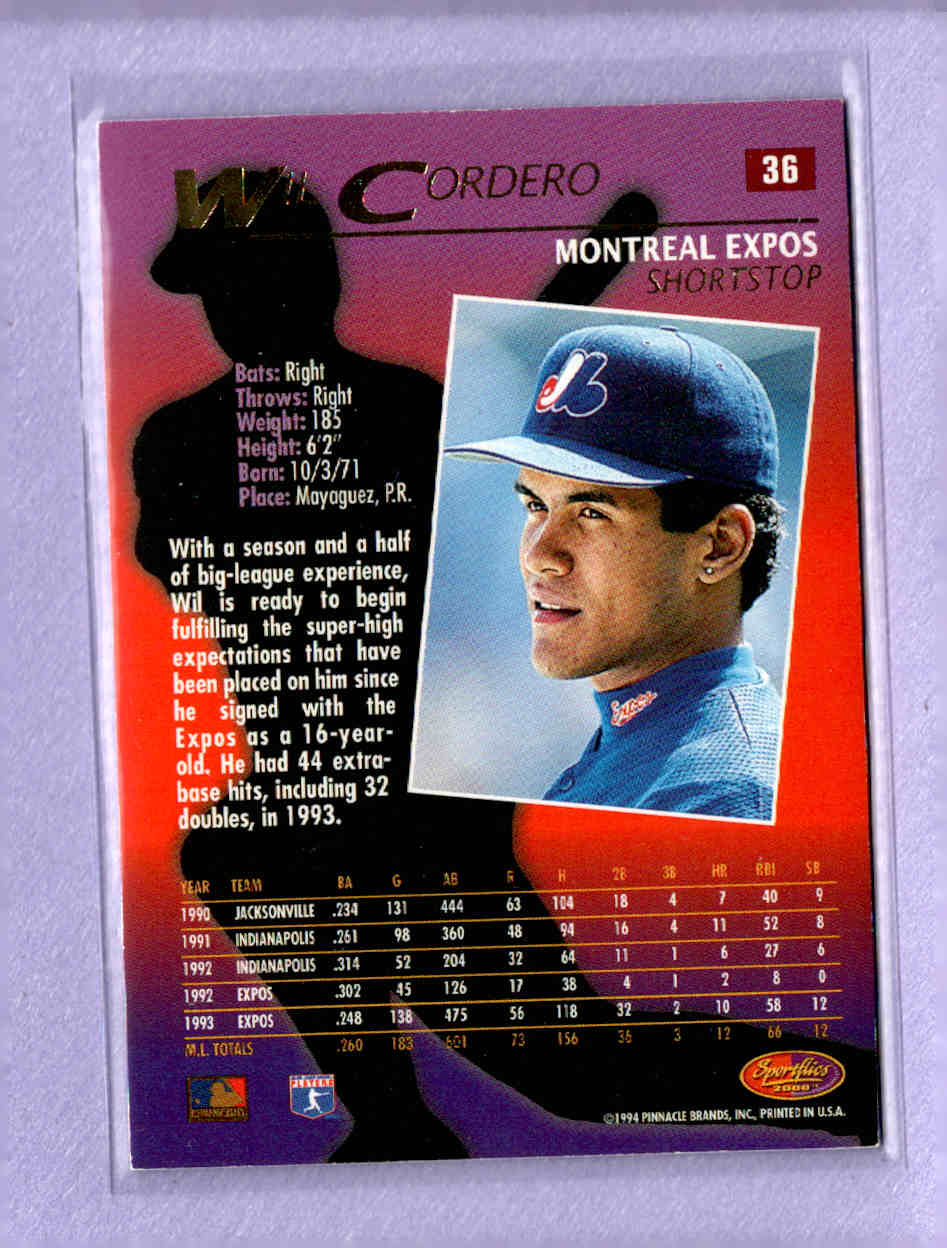 WIL CORDERO
36
MONTREAL EXPOS
SHORTSTOP
Bats: Right
Throws: Right
Weight: 185
Height: 6'2"
Born: 10/3/71
Place: Mayaguez, P.R.
With a season and a half
of big-league experience,
Wil is ready to begin
fulfilling the super-high
expectations that have
been placed on him since
he signed with the
Expos as a 16-year-
old. He had 44 extra-
base hits, including 32
doubles, in 1993.
Expos
YEAR TEAM BA G AB R H 2B 3B HR RBI SB
1990 JACKSONVILLE .234 131 444 63 104 18 4 7 40 9
1991 INDIANAPOLIS .261 98 360 48 94 16 4 11 52 8
1992 INDIANAPOLIS .314 52 204 32 64 11 1 6 27 6
1992 EXPOS .302 45 126 17 38 4 1 2 8 0
1993 EXPOS .248 138 475 56 118 32 2 10 58 12
M.L. TOTALS .260 183 601 73 156 36 3 12 66 12
PLAYERS
Sportflics
2000
©1994 PINNACLE BRANDS, INC., PRINTED IN U.S.A.